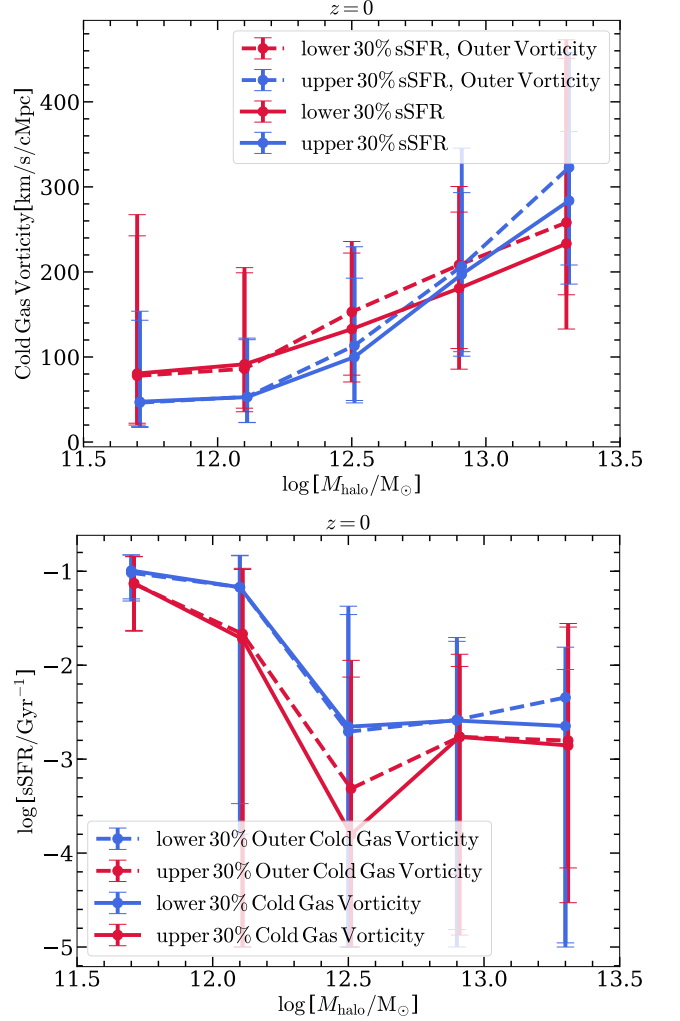 z = 0
lower 30% sSFR, Outer Vorticity
upper 30% sSFR, Outer Vorticity
lower 30% sSFR
upper 30% sSFR
Cold Gas Vorticity[km/s/cMpc]
400
300
200
100
0
11.5 12.0 12.5 13.0 13.5
log [M_halo/M_⊙]
z = 0
log [sSFR/Gyr⁻¹]
−1
−2
−3
−4
−5
lower 30% Outer Cold Gas Vorticity
upper 30% Outer Cold Gas Vorticity
lower 30% Cold Gas Vorticity
upper 30% Cold Gas Vorticity
11.5 12.0 12.5 13.0 13.5
log [M_halo/M_⊙]